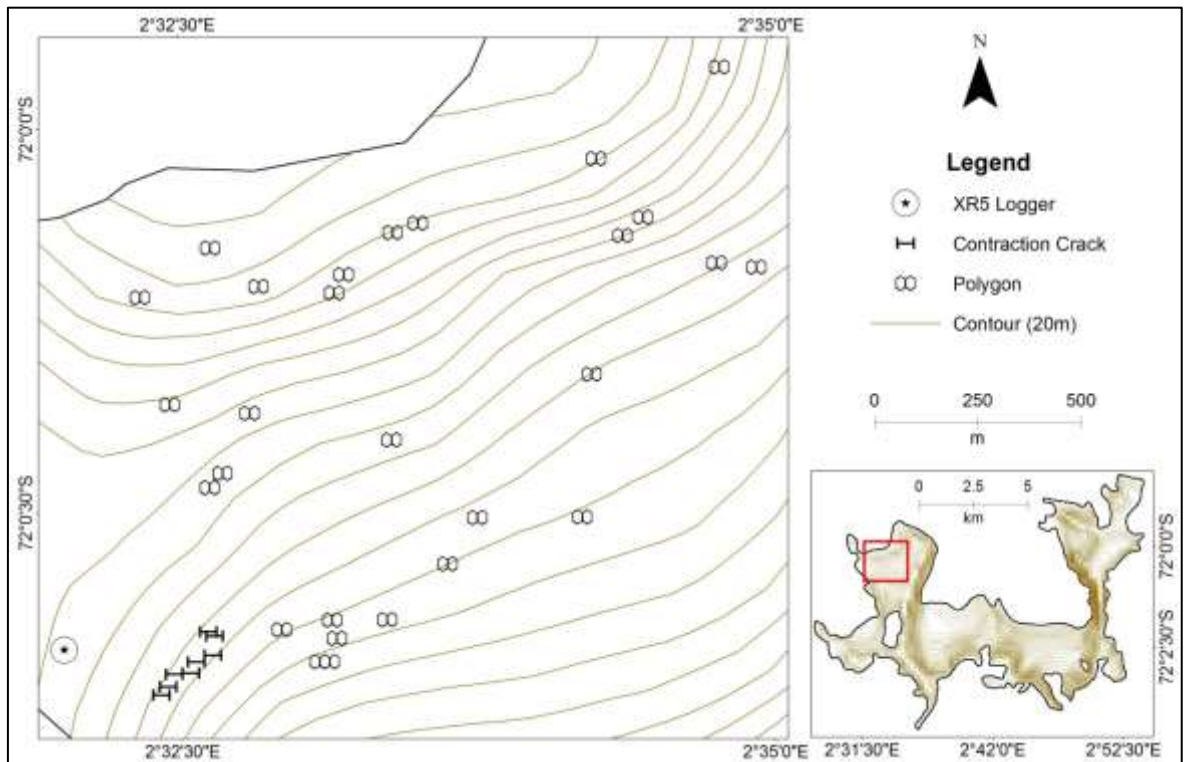 2°32'30"E
2°35'0"E
72°0'0"S
72°0'30"S
2°32'30"E
2°35'0"E
N
Legend
XR5 Logger
Contraction Crack
Polygon
Contour (20m)
0 250 500
m
0 2.5 5
km
72°0'0"S
72°2'30"S
2°31'30"E
2°42'0"E
2°52'30"E